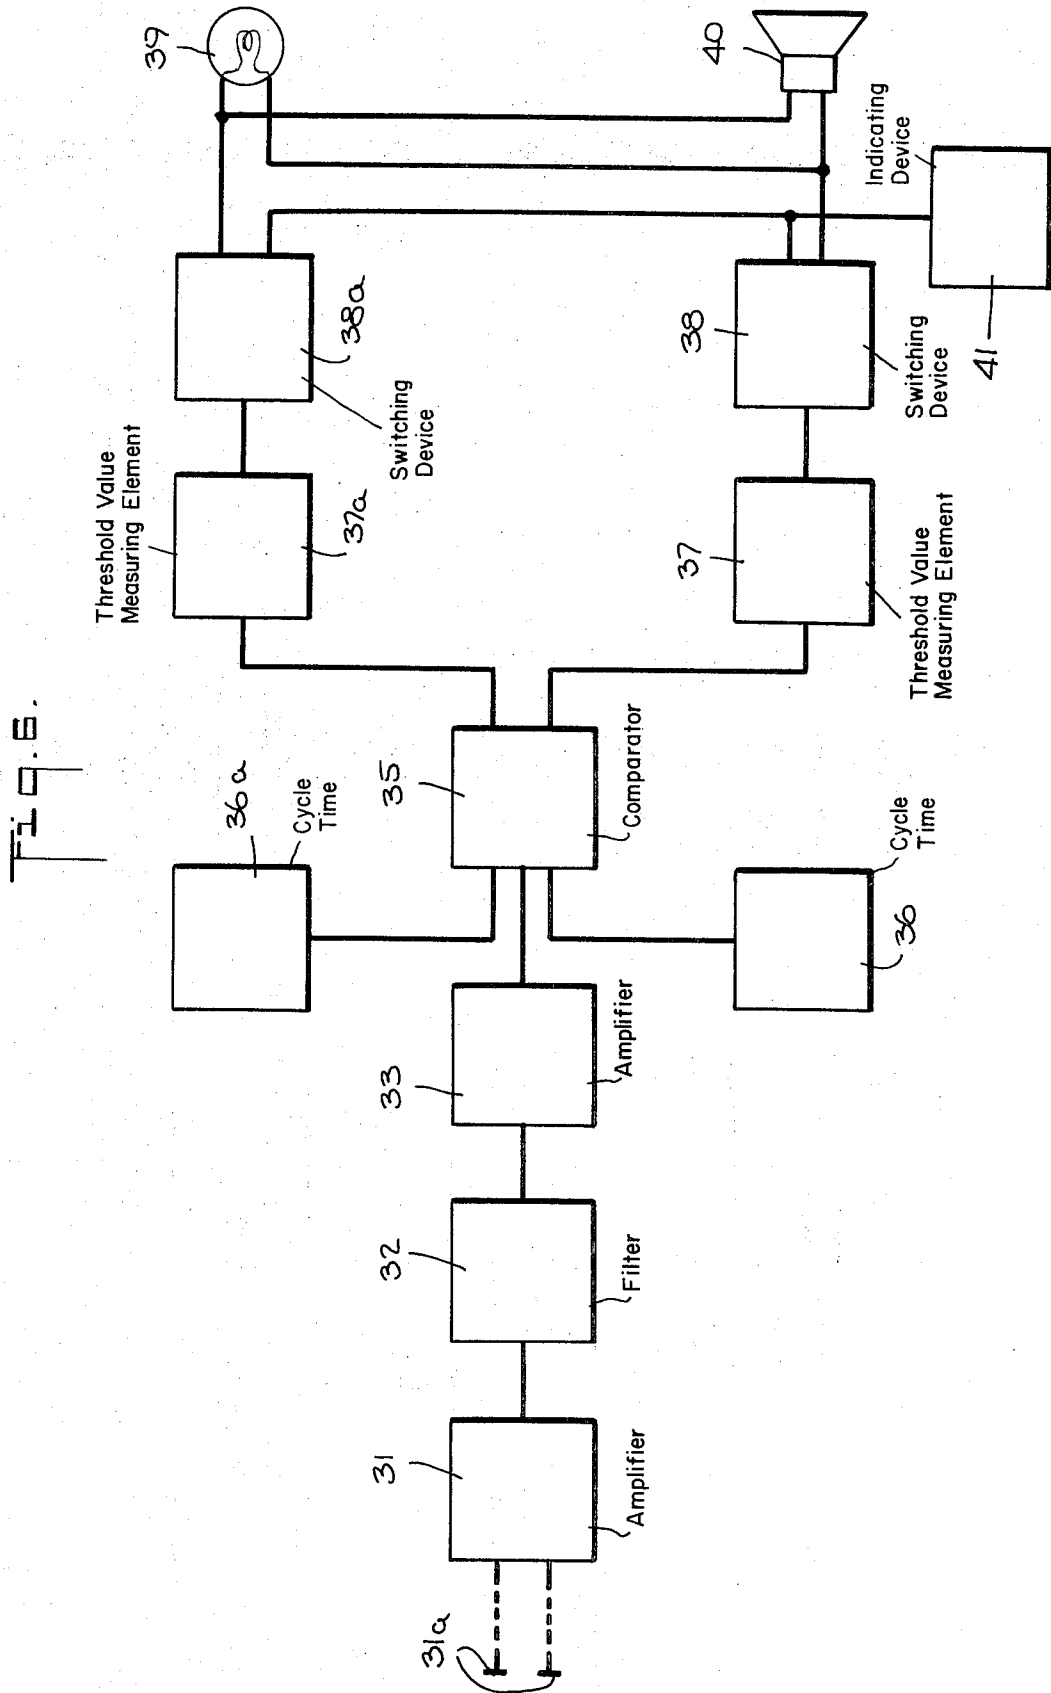 Fig. 6.
31a
31
Amplifier
32
Filter
33
Amplifier
36a
Cycle
Time
35
Comparator
36
Cycle
Time
Threshold Value
Measuring Element
37a
38a
Switching
Device
39
37
Threshold Value
Measuring Element
38
Switching
Device
40
Indicating
Device
41